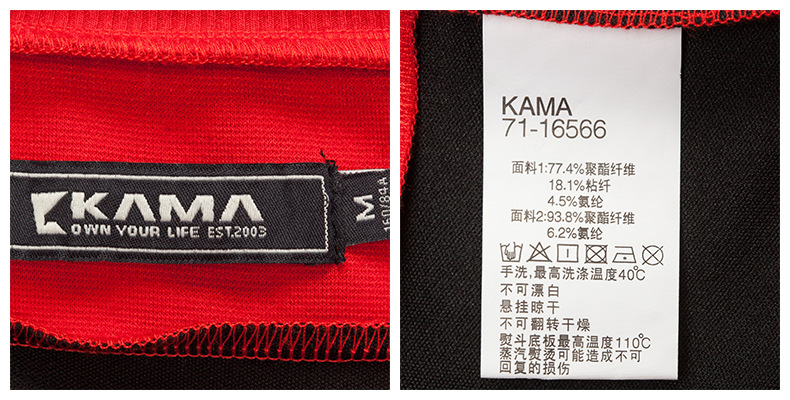 KAMA
OWN YOUR LIFE EST.2003
M
160/84A
KAMA
71-16566
面料1:77.4%聚酯纤维
18.1%粘纤
4.5%氨纶
面料2:93.8%聚酯纤维
6.2%氨纶
手洗,最高洗涤温度40℃
不可漂白
悬挂晾干
不可翻转干燥
熨斗底板最高温度110℃
蒸汽熨烫可能造成不可
回复的损伤